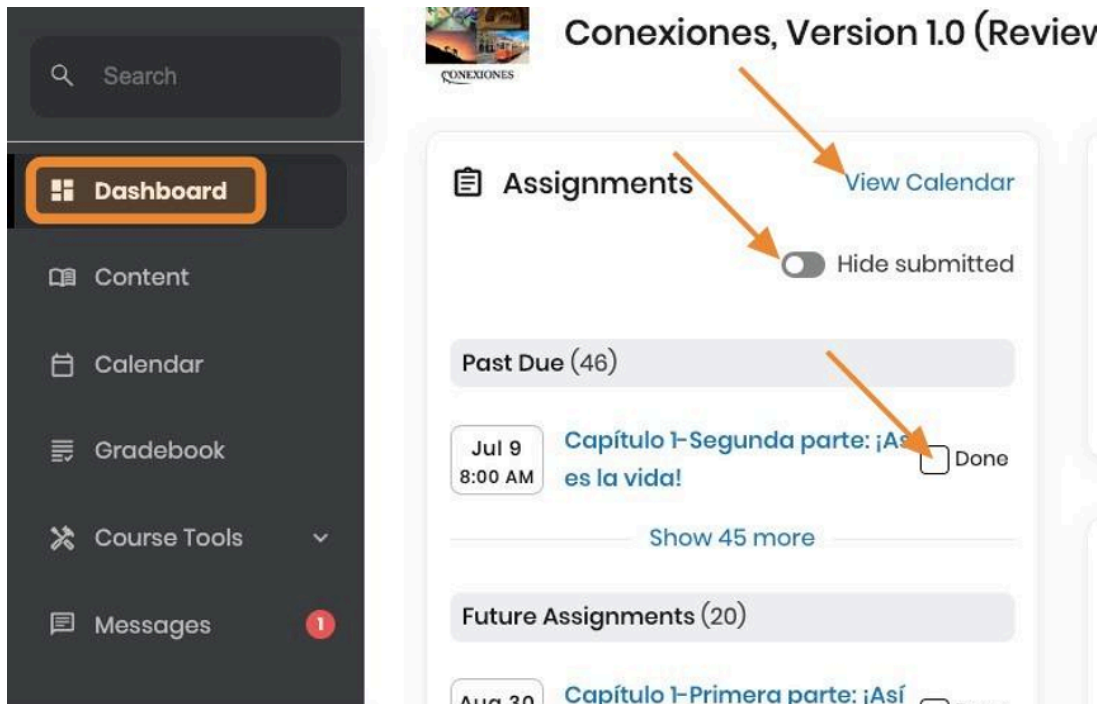 Search
Dashboard
Content
Calendar
Gradebook
Course Tools
Messages
1
CONEXIONES
Conexiones, Version 1.0 (Review
Assignments
View Calendar
Hide submitted
Past Due (46)
Jul 9
8:00 AM
Capítulo 1-Segunda parte: ¡As
es la vida!
Done
Show 45 more
Future Assignments (20)
Aug 30
Capítulo 1-Primera parte: ¡Así